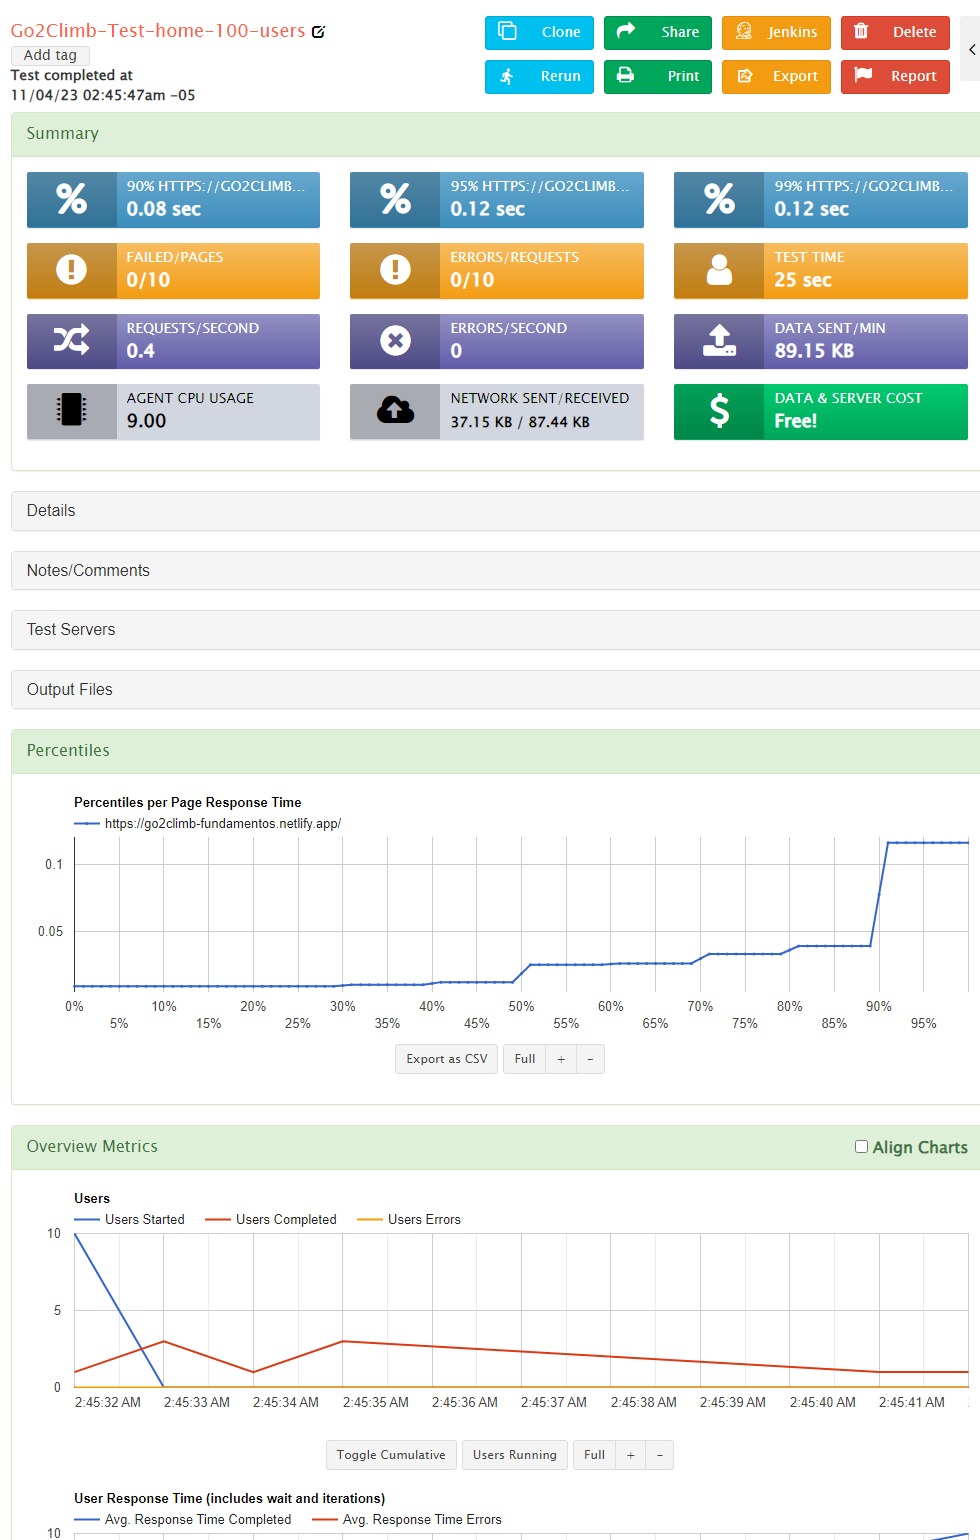 Go2Climb-Test-home-100-users
Add tag
Test completed at
11/04/23 02:45:47am -05
Clone
Share
Jenkins
Delete
Rerun
Print
Export
Report
Summary
90% HTTPS://GO2CLIMB...
0.08 sec
95% HTTPS://GO2CLIMB...
0.12 sec
99% HTTPS://GO2CLIMB...
0.12 sec
FAILED/PAGES
0/10
ERRORS/REQUESTS
0/10
TEST TIME
25 sec
REQUESTS/SECOND
0.4
ERRORS/SECOND
0
DATA SENT/MIN
89.15 KB
AGENT CPU USAGE
9.00
NETWORK SENT/RECEIVED
37.15 KB / 87.44 KB
DATA & SERVER COST
Free!
Details
Notes/Comments
Test Servers
Output Files
Percentiles
Percentiles per Page Response Time
https://go2climb-fundamentos.netlify.app/
0.1
0.05
0% 10% 20% 30% 40% 50% 60% 70% 80% 90%
5% 15% 25% 35% 45% 55% 65% 75% 85% 95%
Export as CSV Full + -
Overview Metrics
Align Charts
Users
Users Started Users Completed Users Errors
10
5
0
2:45:32 AM 2:45:33 AM 2:45:34 AM 2:45:35 AM 2:45:36 AM 2:45:37 AM 2:45:38 AM 2:45:39 AM 2:45:40 AM 2:45:41 AM
Toggle Cumulative Users Running Full + -
User Response Time (includes wait and iterations)
Avg. Response Time Completed Avg. Response Time Errors
10